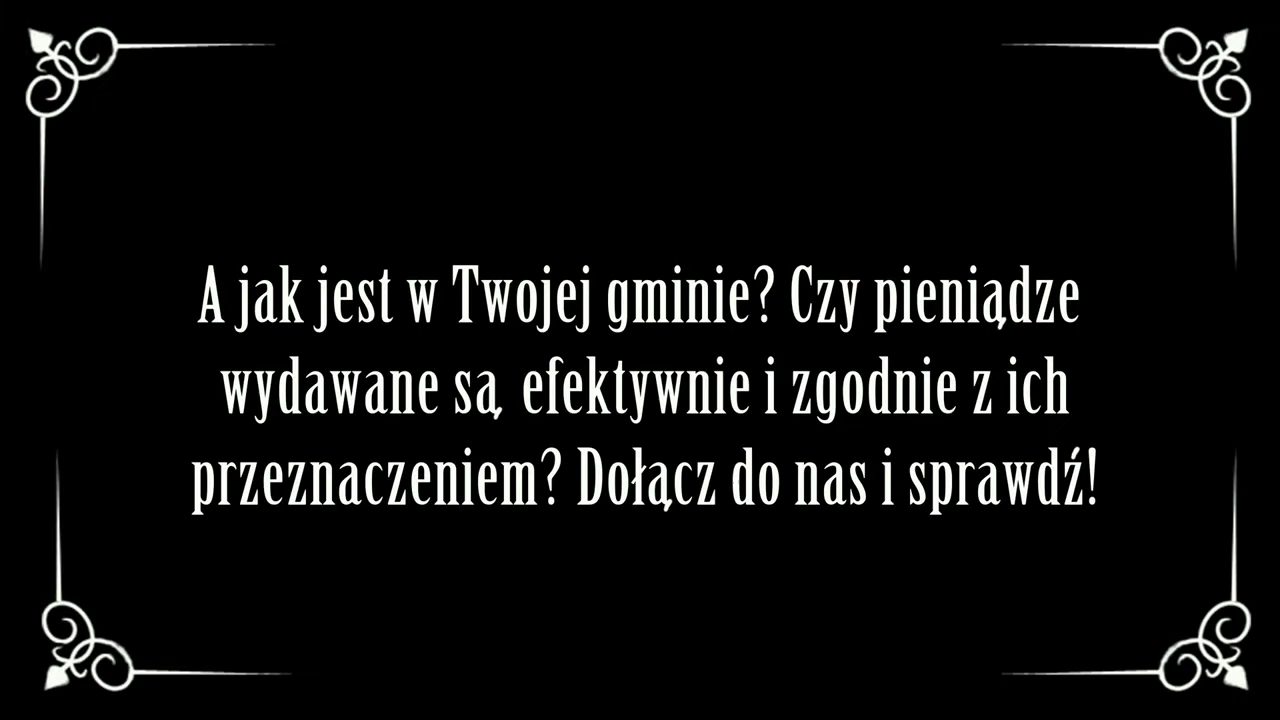 A jak jest w Twojej gminie? Czy pieniądze
wydawane są efektywnie i zgodnie z ich
przeznaczeniem? Dołącz do nas i sprawdź!